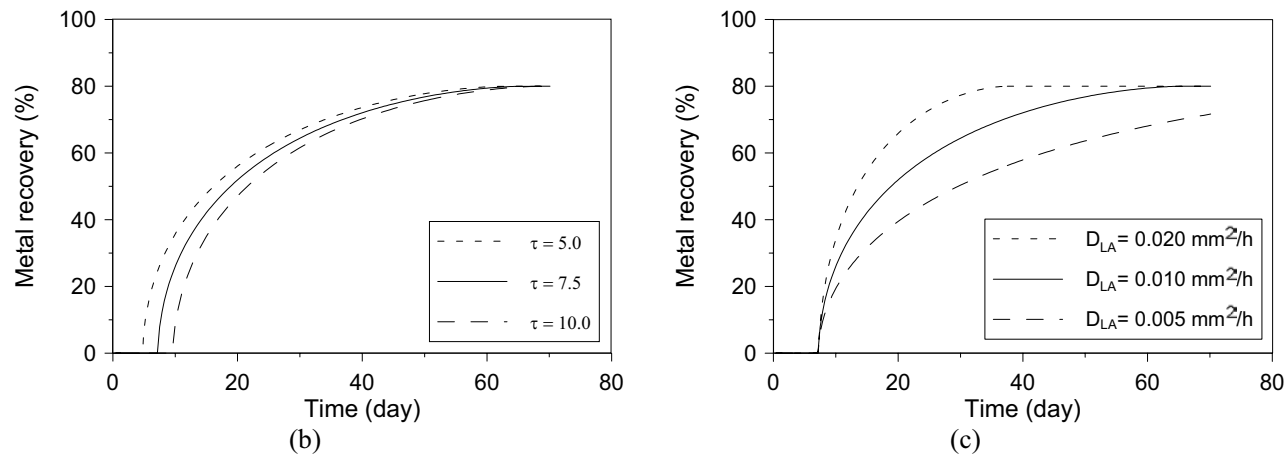 100
80
60
40
20
0
Metal recovery (%)
0 20 40 60 80
Time (day)
τ = 5.0
τ = 7.5
τ = 10.0
(b)
100
80
60
40
20
0
Metal recovery (%)
0 20 40 60 80
Time (day)
D_LA= 0.020 mm²/h
D_LA= 0.010 mm²/h
D_LA= 0.005 mm²/h
(c)